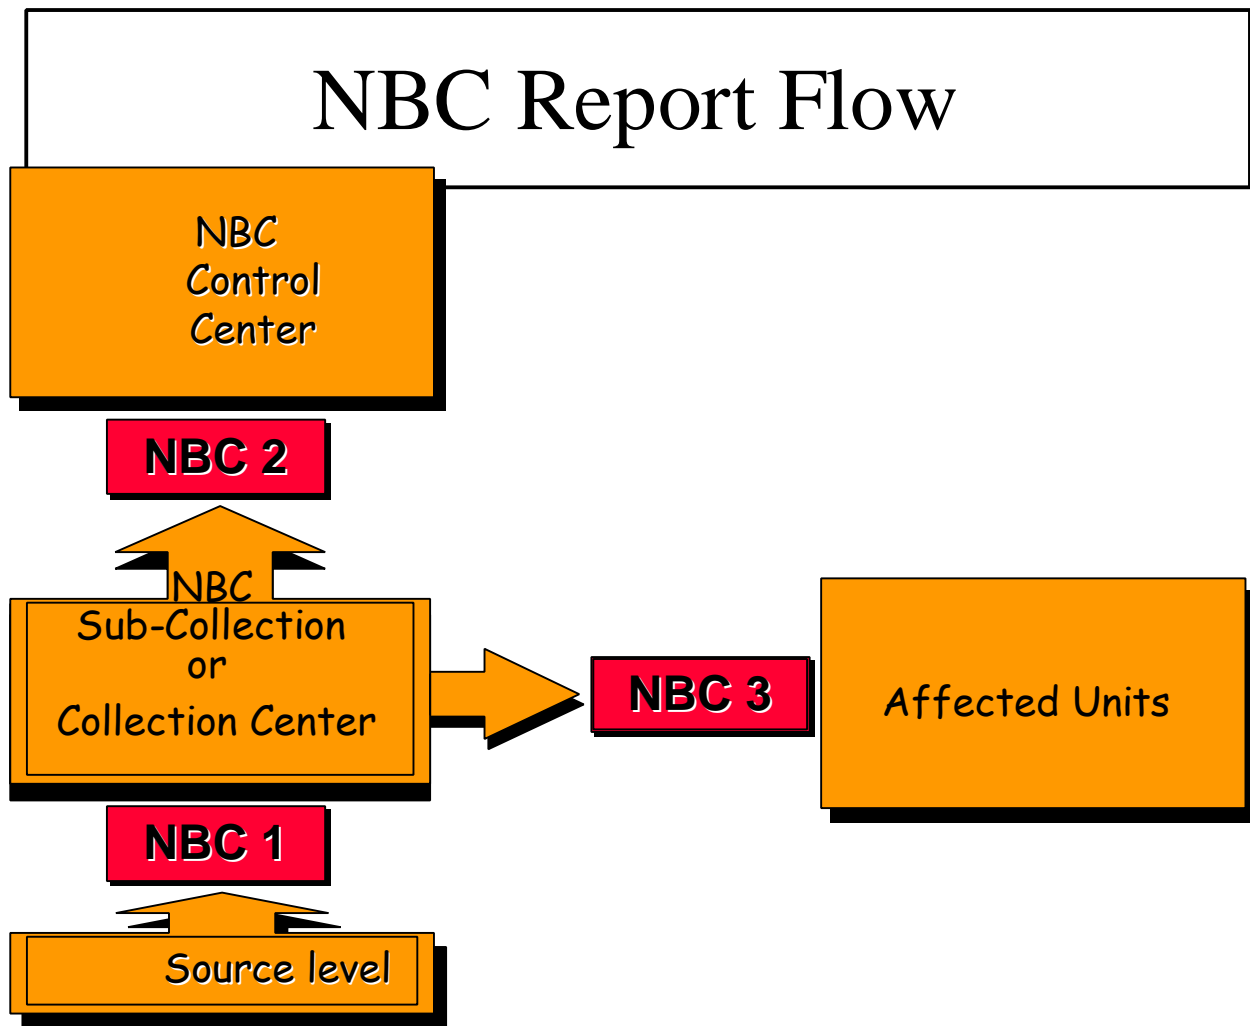 NBC Report Flow
NBC
Control
Center
NBC 2
NBC
Sub-Collection
or
Collection Center
NBC 3
Affected Units
NBC 1
Source level